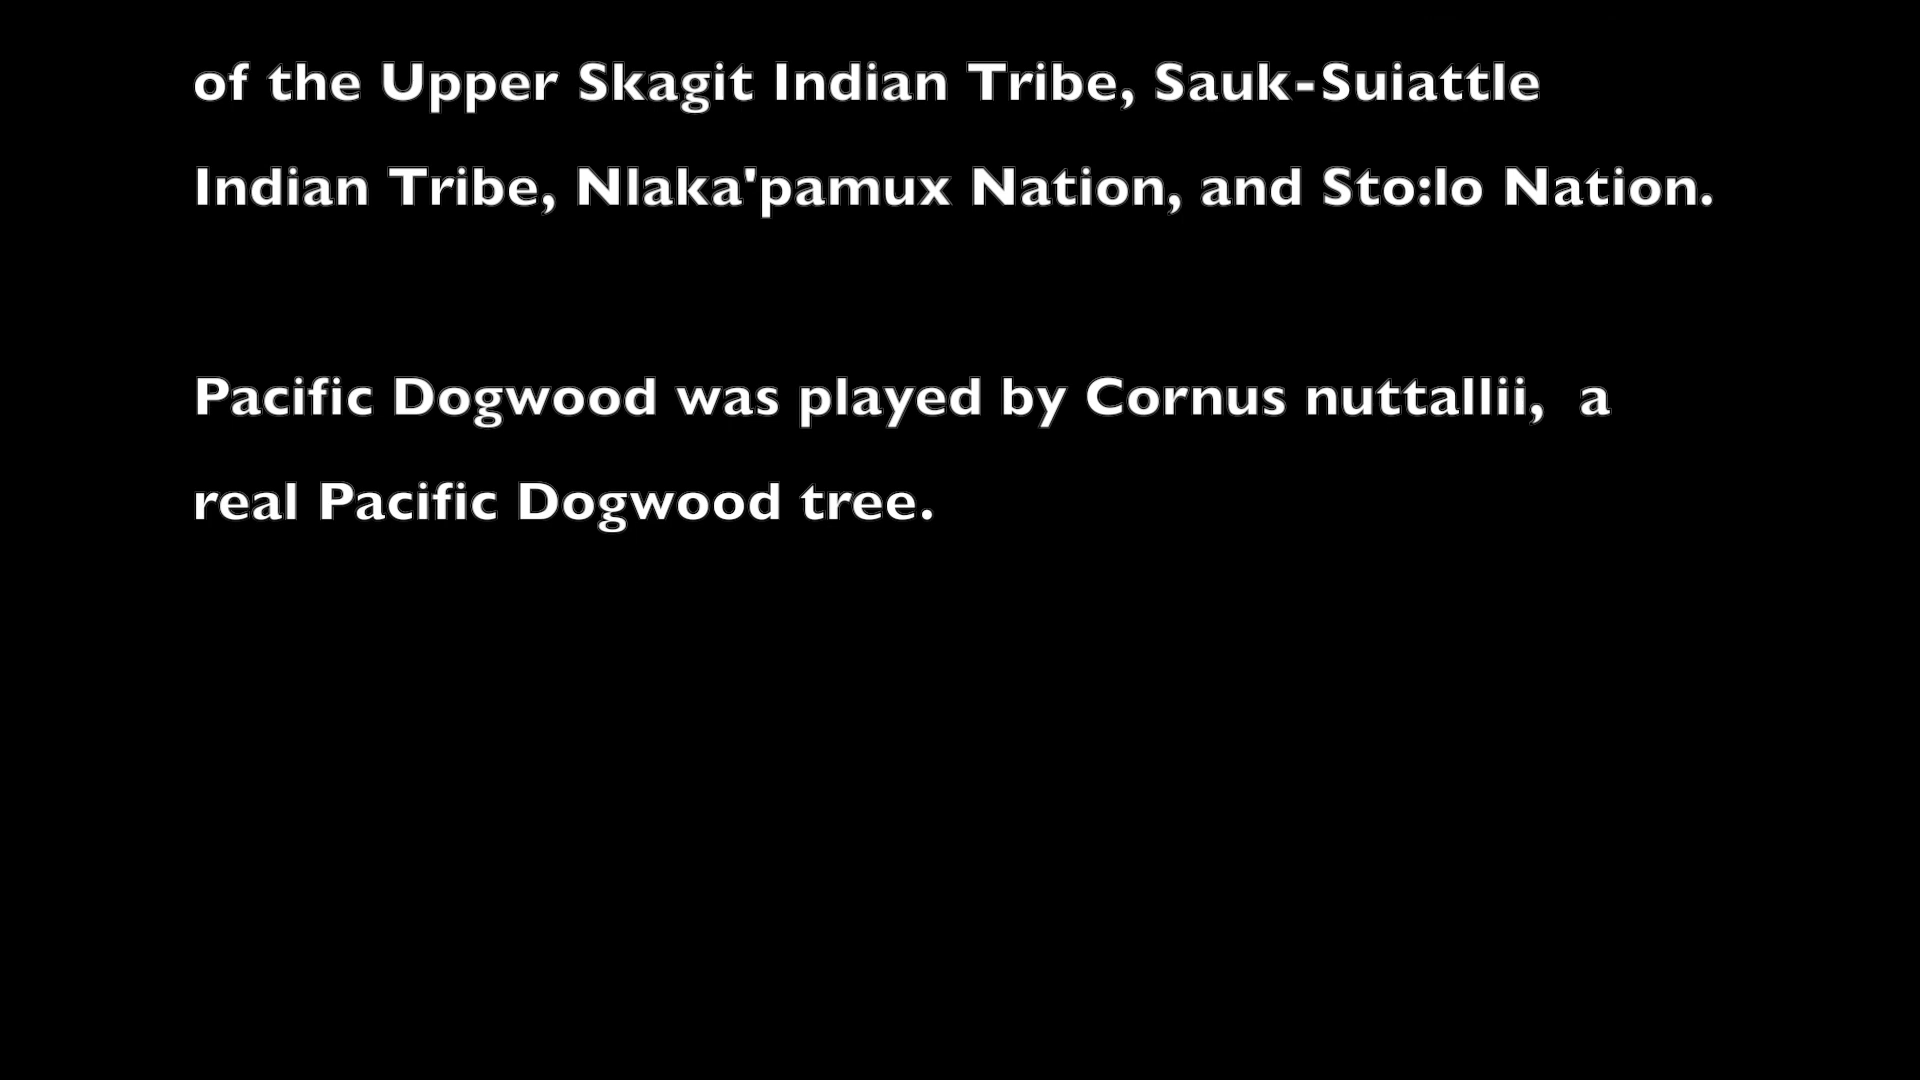 of the Upper Skagit Indian Tribe, Sauk-Suiattle
Indian Tribe, Nlaka'pamux Nation, and Sto:lo Nation.
Pacific Dogwood was played by Cornus nuttallii,  a
real Pacific Dogwood tree.